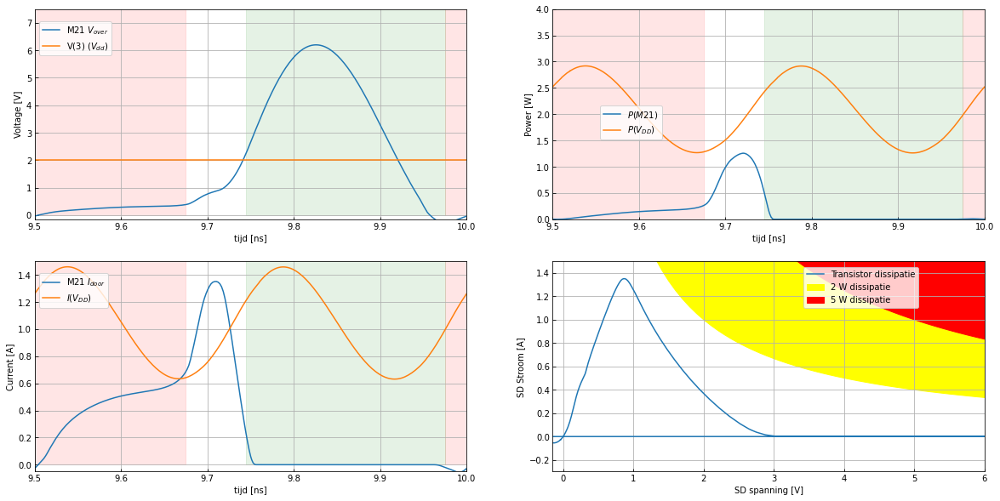 7
6
5
4
3
2
1
0
Voltage [V]
M21 V_over
V(3) (V_dd)
9.5 9.6 9.7 9.8 9.9 10.0
tijd [ns]
4.0
3.5
3.0
2.5
2.0
1.5
1.0
0.5
0.0
Power [W]
P(M21)
P(V_DD)
9.5 9.6 9.7 9.8 9.9 10.0
tijd [ns]
1.4
1.2
1.0
0.8
0.6
0.4
0.2
0.0
Current [A]
M21 I_door
I(V_DD)
9.5 9.6 9.7 9.8 9.9 10.0
tijd [ns]
1.4
1.2
1.0
0.8
0.6
0.4
0.2
0.0
−0.2
SD Stroom [A]
Transistor dissipatie
2 W dissipatie
5 W dissipatie
0 1 2 3 4 5 6
SD spanning [V]